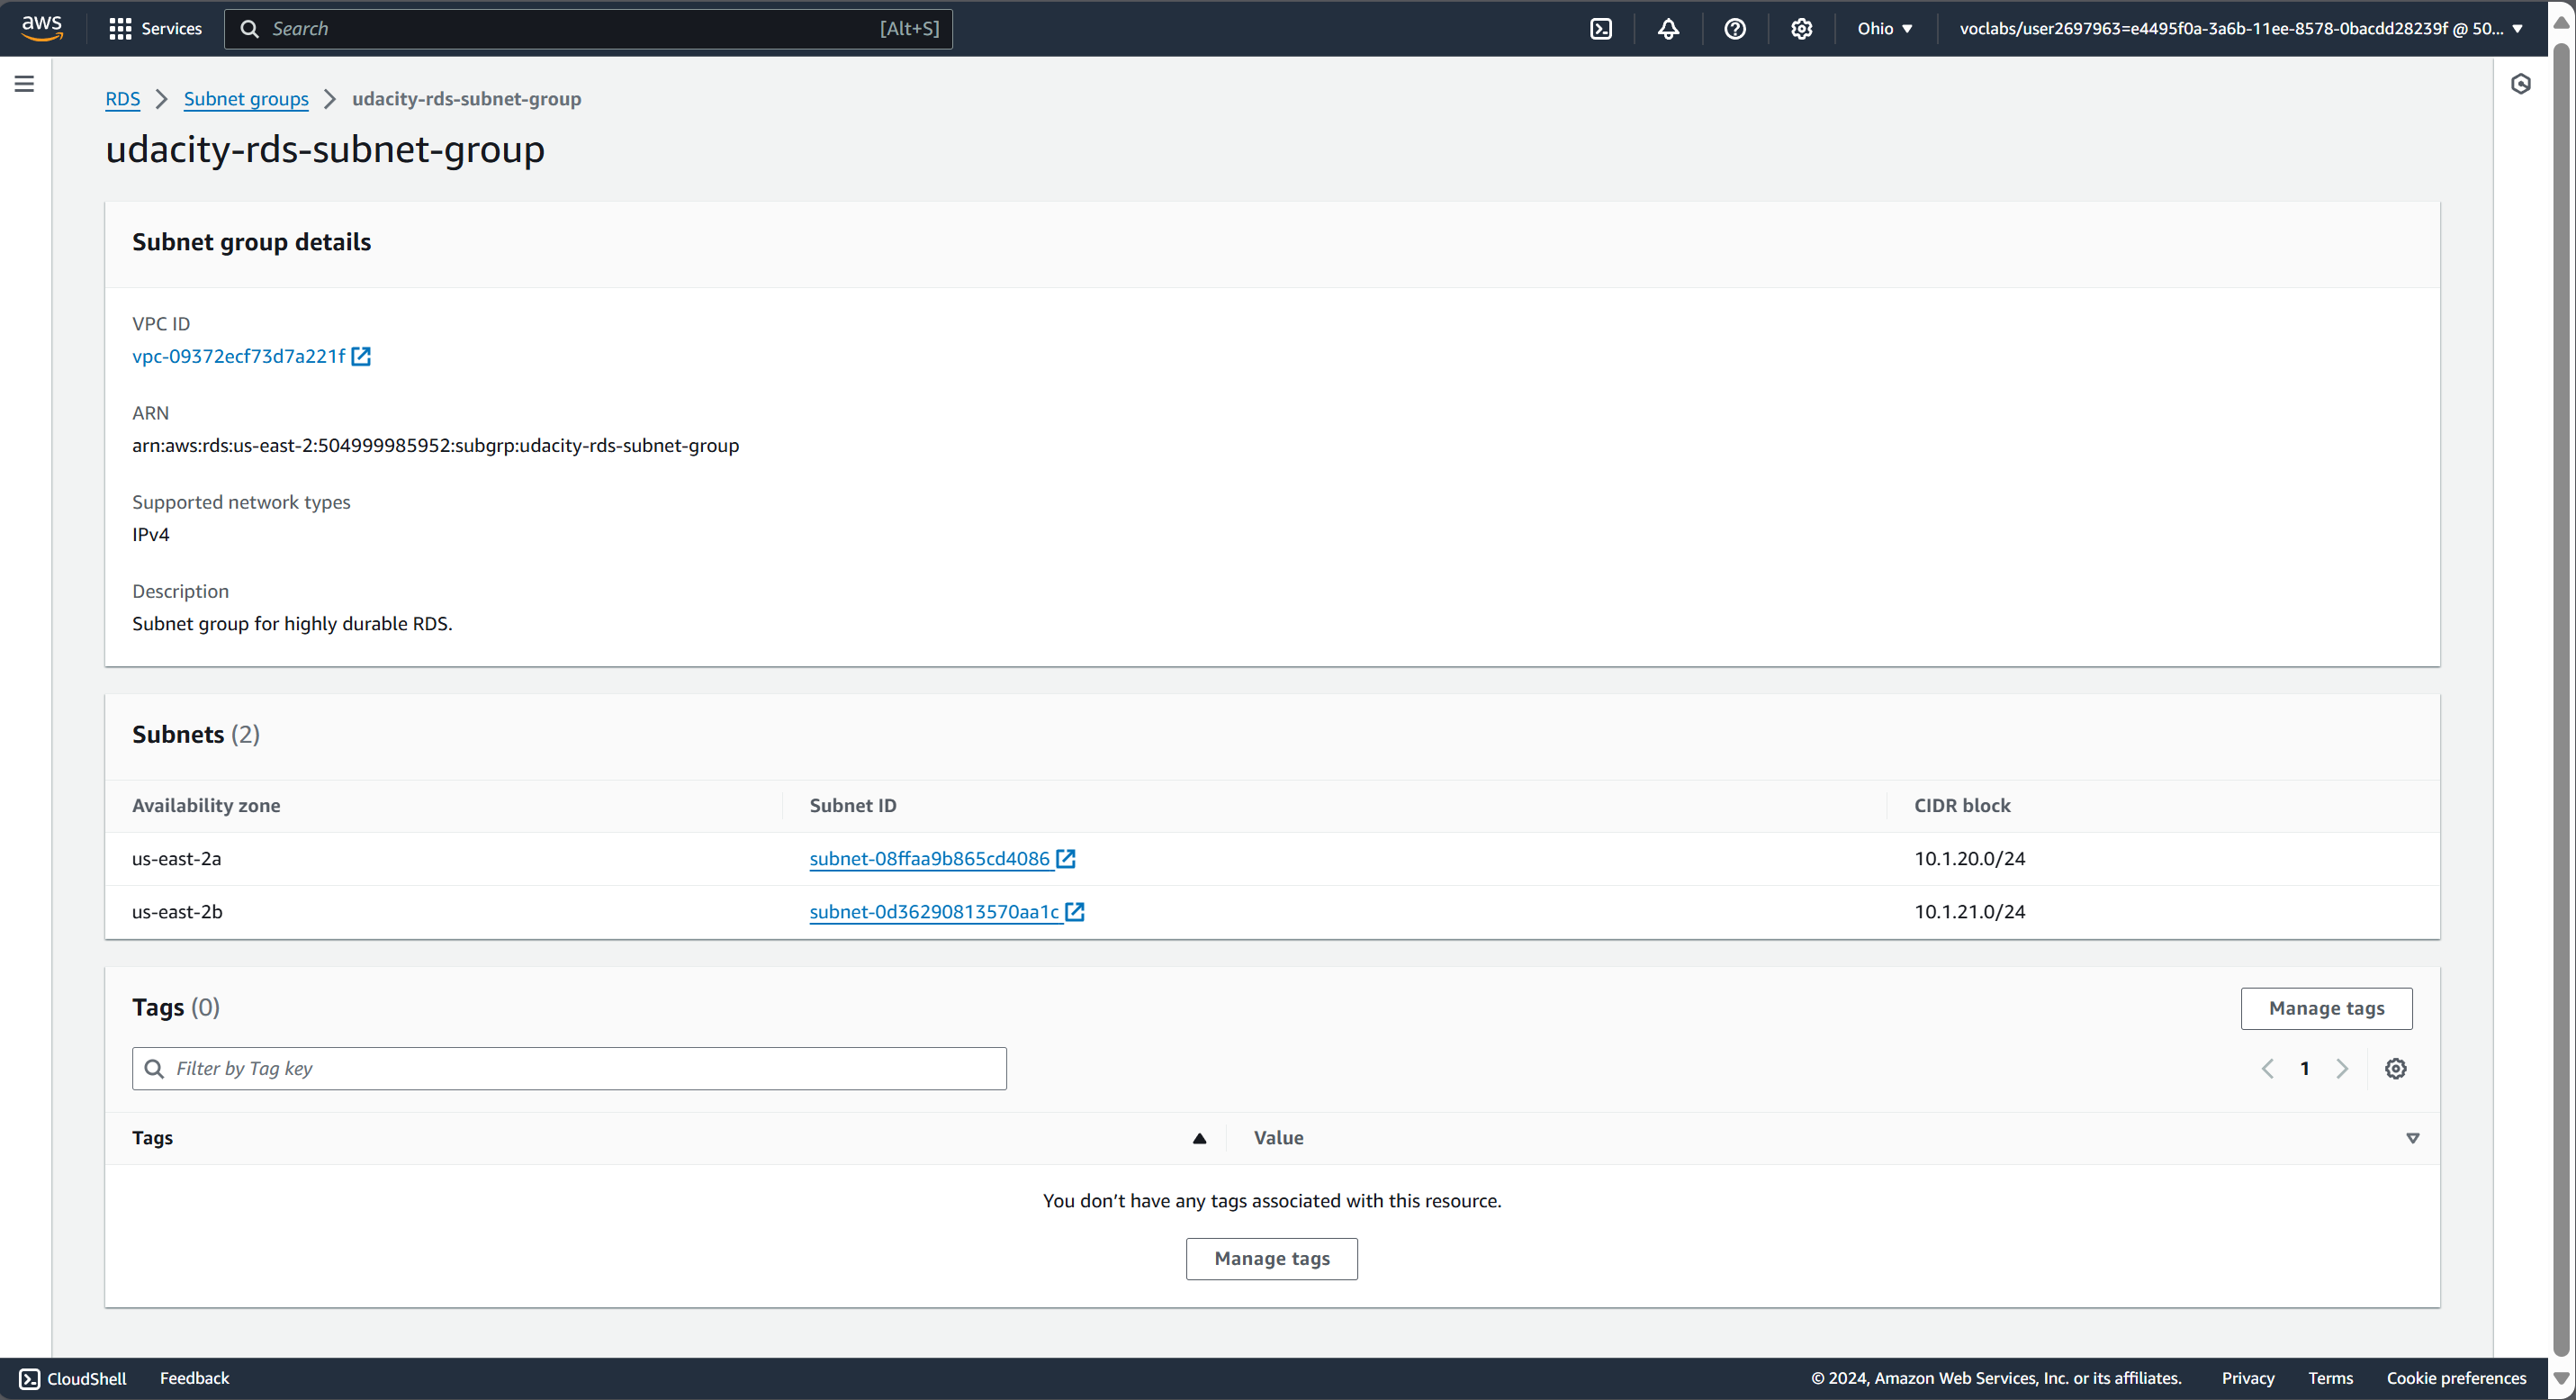 aws Services Search [Alt+S] Ohio voclabs/user2697963=e4495f0a-3a6b-11ee-8578-0bacdd28239f @ 50...
RDS Subnet groups udacity-rds-subnet-group
udacity-rds-subnet-group
Subnet group details
VPC ID
vpc-09372ecf73d7a221f
ARN
arn:aws:rds:us-east-2:504999985952:subgrp:udacity-rds-subnet-group
Supported network types
IPv4
Description
Subnet group for highly durable RDS.
Subnets (2)
Availability zone Subnet ID CIDR block
us-east-2a subnet-08ffaa9b865cd4086 10.1.20.0/24
us-east-2b subnet-0d36290813570aa1c 10.1.21.0/24
Tags (0) Manage tags
Filter by Tag key 1
Tags Value
You don’t have any tags associated with this resource.
Manage tags
CloudShell Feedback © 2024, Amazon Web Services, Inc. or its affiliates. Privacy Terms Cookie preferences